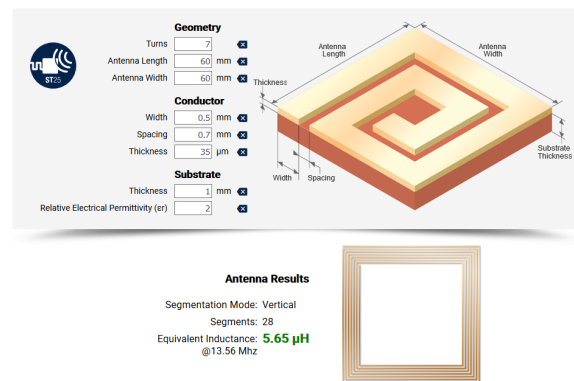 Geometry
Turns 7
Antenna Length 60 mm
Antenna Width 60 mm
Conductor
Width 0.5 mm
Spacing 0.7 mm
Thickness 35 µm
Substrate
Thickness 1 mm
Relative Electrical Permittivity (εr) 2
ST25
Antenna
Length
Antenna
Width
Thickness
Width
Spacing
Substrate
Thickness
Antenna Results
Segmentation Mode: Vertical
Segments: 28
Equivalent Inductance: 5.65 µH
@13.56 Mhz